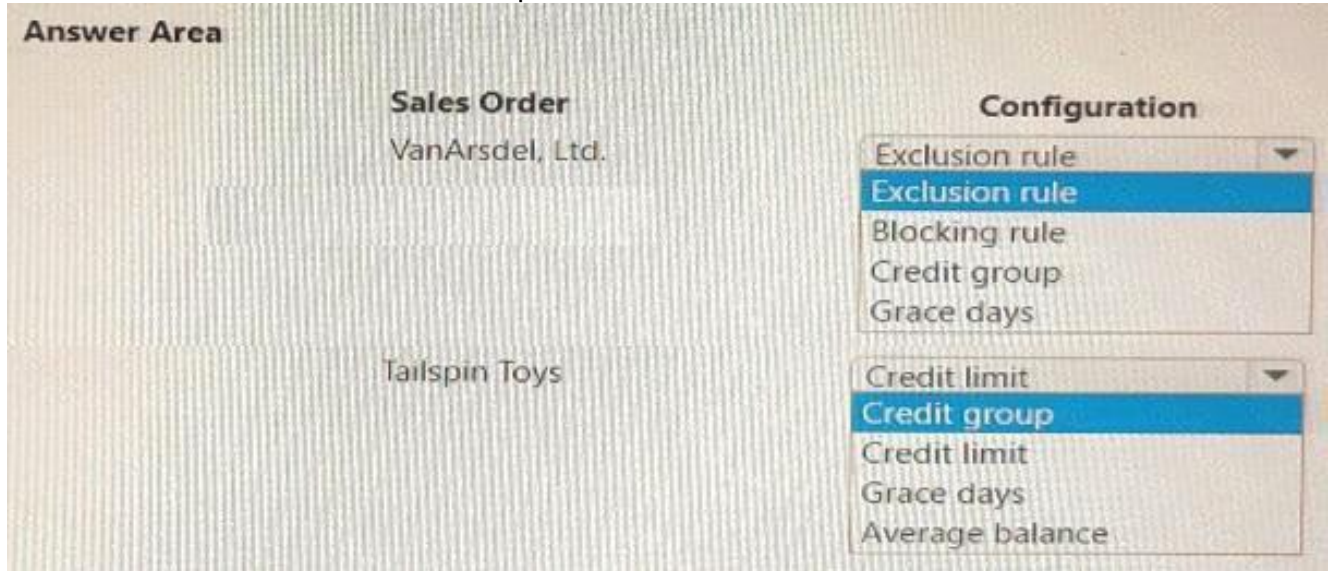 Answer Area
Sales Order
Configuration
VanArsdel, Ltd.
Exclusion rule
Exclusion rule
Blocking rule
Credit group
Grace days
Tailspin Toys
Credit limit
Credit group
Credit limit
Grace days
Average balance